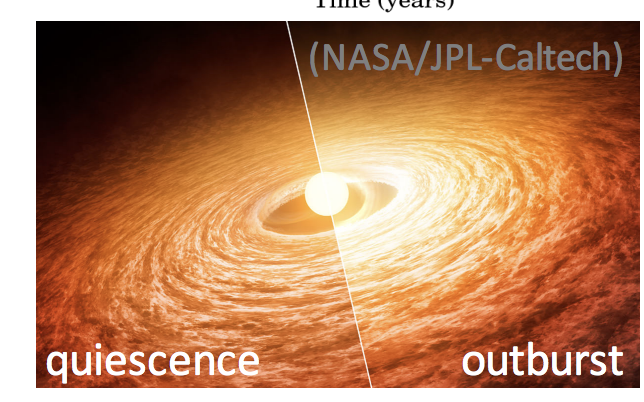 Time (years)
(NASA/JPL-Caltech)
quiescence
outburst